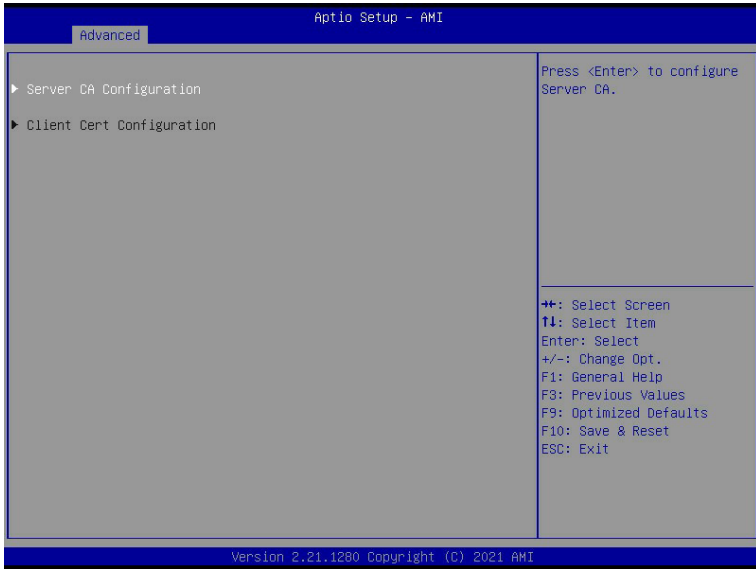 Aptio Setup – AMI
Advanced
▶ Server CA Configuration
▶ Client Cert Configuration
Press <Enter> to configure
Server CA.
→←: Select Screen
↑↓: Select Item
Enter: Select
+/-: Change Opt.
F1: General Help
F3: Previous Values
F9: Optimized Defaults
F10: Save & Reset
ESC: Exit
Version 2.21.1280 Copyright (C) 2021 AMI